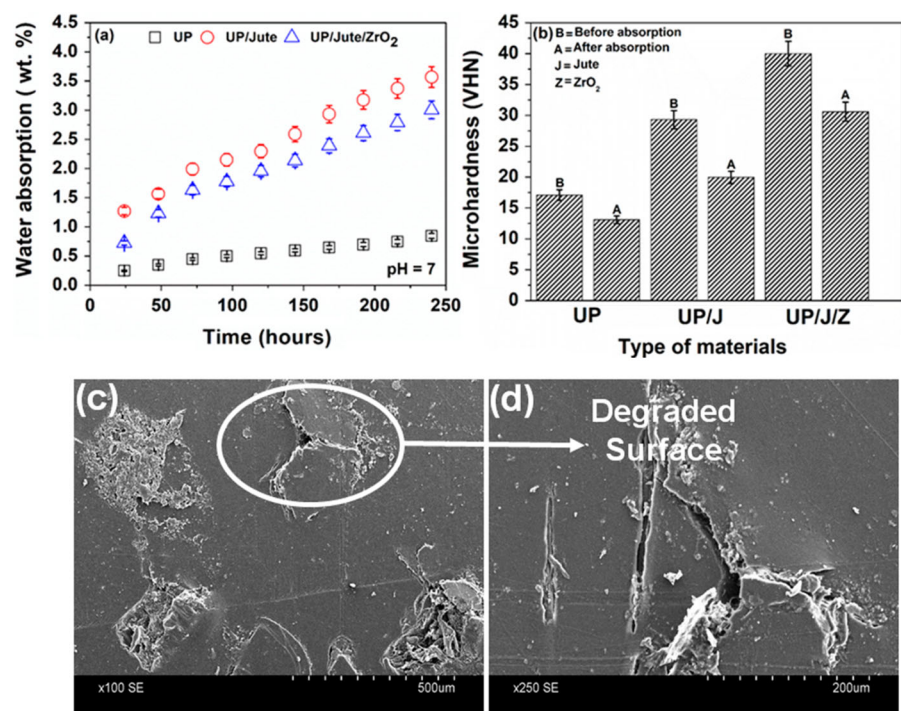 (a)
UP UP/Jute UP/Jute/ZrO₂
Water absorption ( wt. %)
4.5
4.0
3.5
3.0
2.5
2.0
1.5
1.0
0.5
0.0
pH = 7
0 50 100 150 200 250
Time (hours)
(b)
B = Before absorption
A = After absorption
J = Jute
Z = ZrO₂
Microhardness (VHN)
45
40
35
30
25
20
15
10
5
0
B A B A B A
UP UP/J UP/J/Z
Type of materials
(c)
x100 SE 500um
(d)
Degraded
Surface
x250 SE 200um